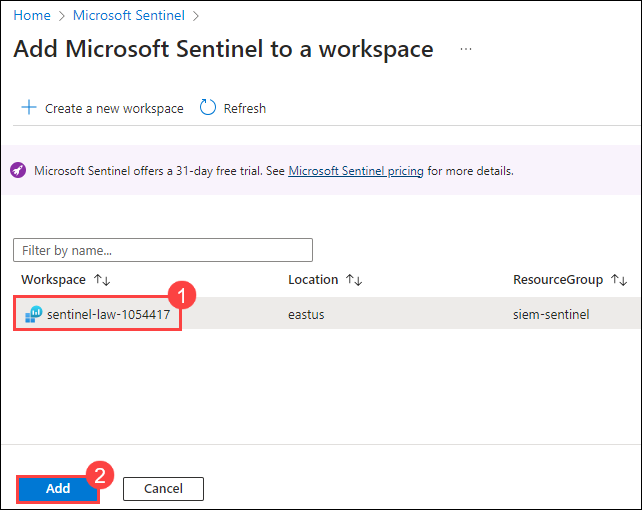 Home > Microsoft Sentinel >
Add Microsoft Sentinel to a workspace ...
+ Create a new workspace Refresh
Microsoft Sentinel offers a 31-day free trial. See Microsoft Sentinel pricing for more details.
Filter by name...
Workspace ↑↓ Location ↑↓ ResourceGroup ↑↓
1
sentinel-law-1054417 eastus siem-sentinel
2
Add Cancel